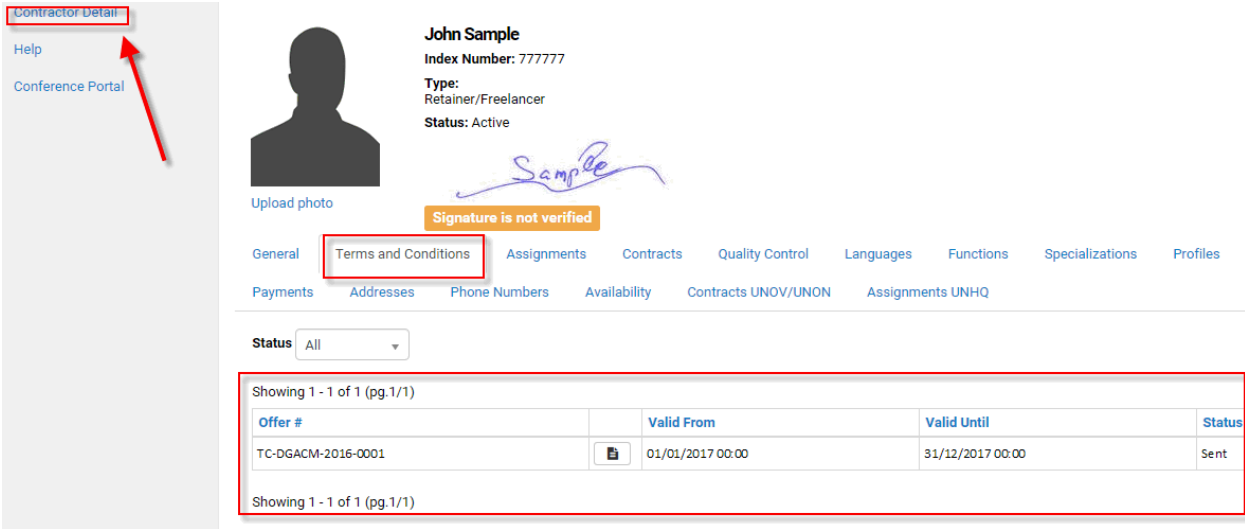 Contractor Detail
Help
Conference Portal
John Sample
Index Number: 777777
Type:
Retainer/Freelancer
Status: Active
Sample
Upload photo
Signature is not verified
General Terms and Conditions Assignments Contracts Quality Control Languages Functions Specializations Profiles
Payments Addresses Phone Numbers Availability Contracts UNOV/UNON Assignments UNHQ
Status All
Showing 1 - 1 of 1 (pg.1/1)
Offer # Valid From Valid Until Status
TC-DGACM-2016-0001 01/01/2017 00:00 31/12/2017 00:00 Sent
Showing 1 - 1 of 1 (pg.1/1)